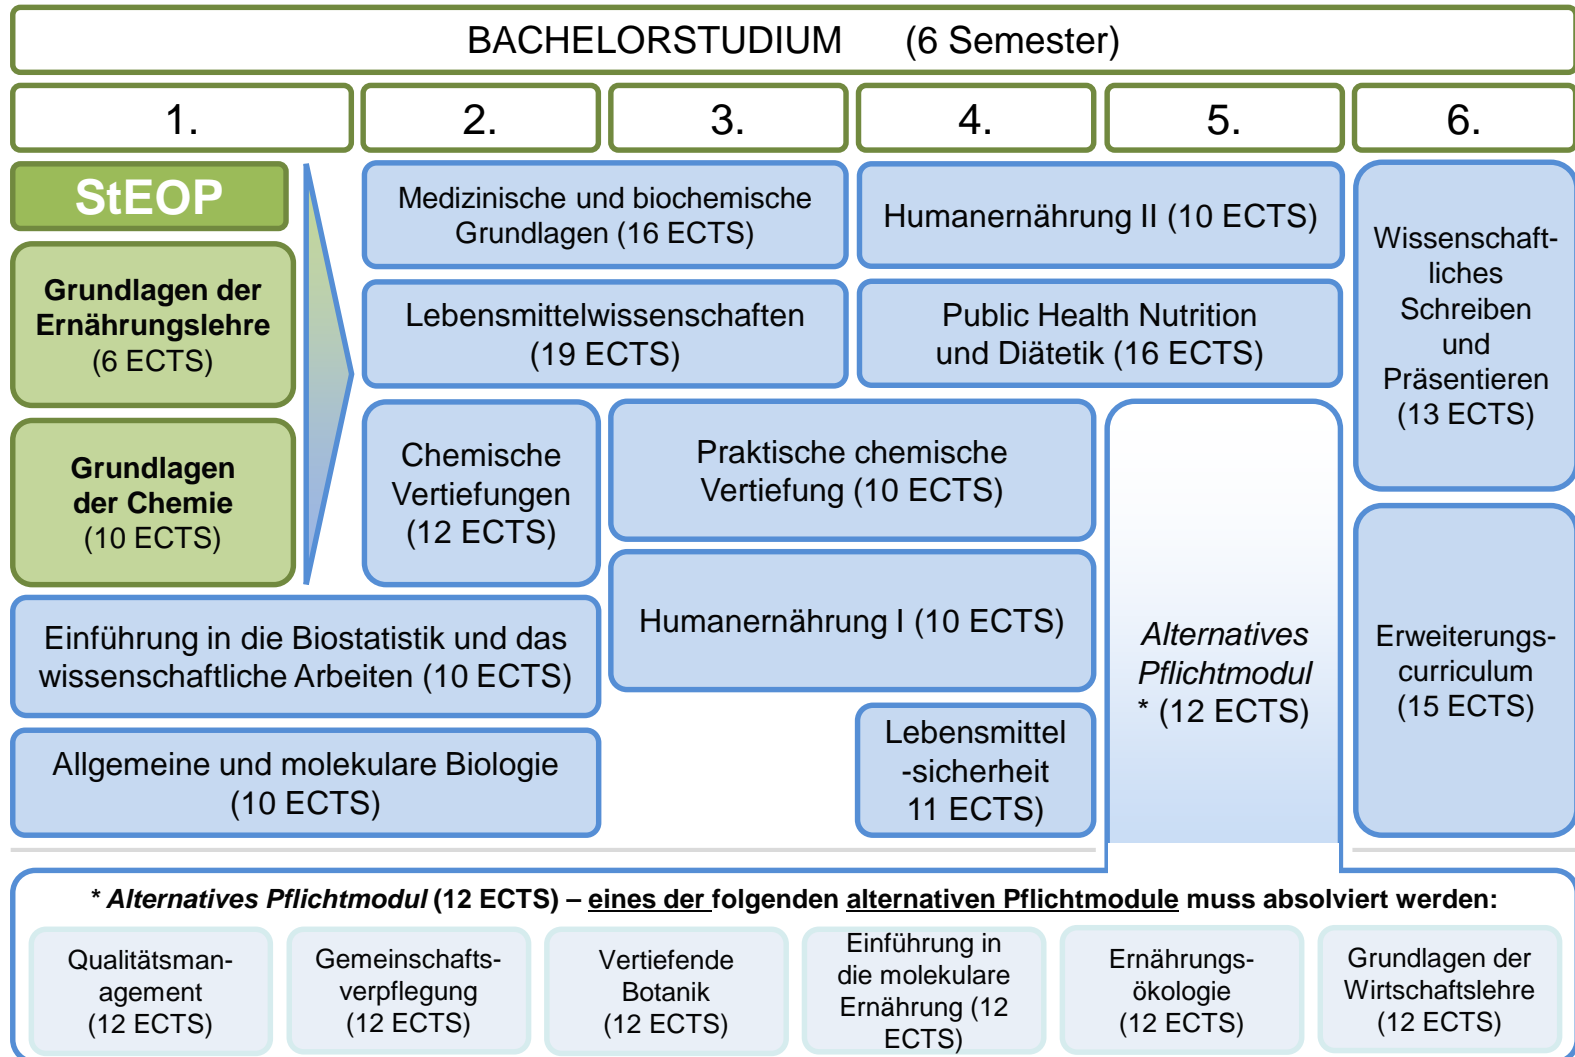 BACHELORSTUDIUM (6 Semester)
1.
2.
3.
4.
5.
6.
StEOP
Grundlagen der
Ernährungslehre
(6 ECTS)
Grundlagen
der Chemie
(10 ECTS)
Medizinische und biochemische
Grundlagen (16 ECTS)
Humanernährung II (10 ECTS)
Lebensmittelwissenschaften
(19 ECTS)
Public Health Nutrition
und Diätetik (16 ECTS)
Wissenschaft-
liches
Schreiben
und
Präsentieren
(13 ECTS)
Chemische
Vertiefungen
(12 ECTS)
Praktische chemische
Vertiefung (10 ECTS)
Humanernährung I (10 ECTS)
Einführung in die Biostatistik und das
wissenschaftliche Arbeiten (10 ECTS)
Allgemeine und molekulare Biologie
(10 ECTS)
Lebensmittel
-sicherheit
11 ECTS)
Alternatives
Pflichtmodul
* (12 ECTS)
Erweiterungs-
curriculum
(15 ECTS)
* Alternatives Pflichtmodul (12 ECTS) – eines der folgenden alternativen Pflichtmodule muss absolviert werden:
Qualitätsman-
agement
(12 ECTS)
Gemeinschafts-
verpflegung
(12 ECTS)
Vertiefende
Botanik
(12 ECTS)
Einführung in
die molekulare
Ernährung (12
ECTS)
Ernährungs-
ökologie
(12 ECTS)
Grundlagen der
Wirtschaftslehre
(12 ECTS)